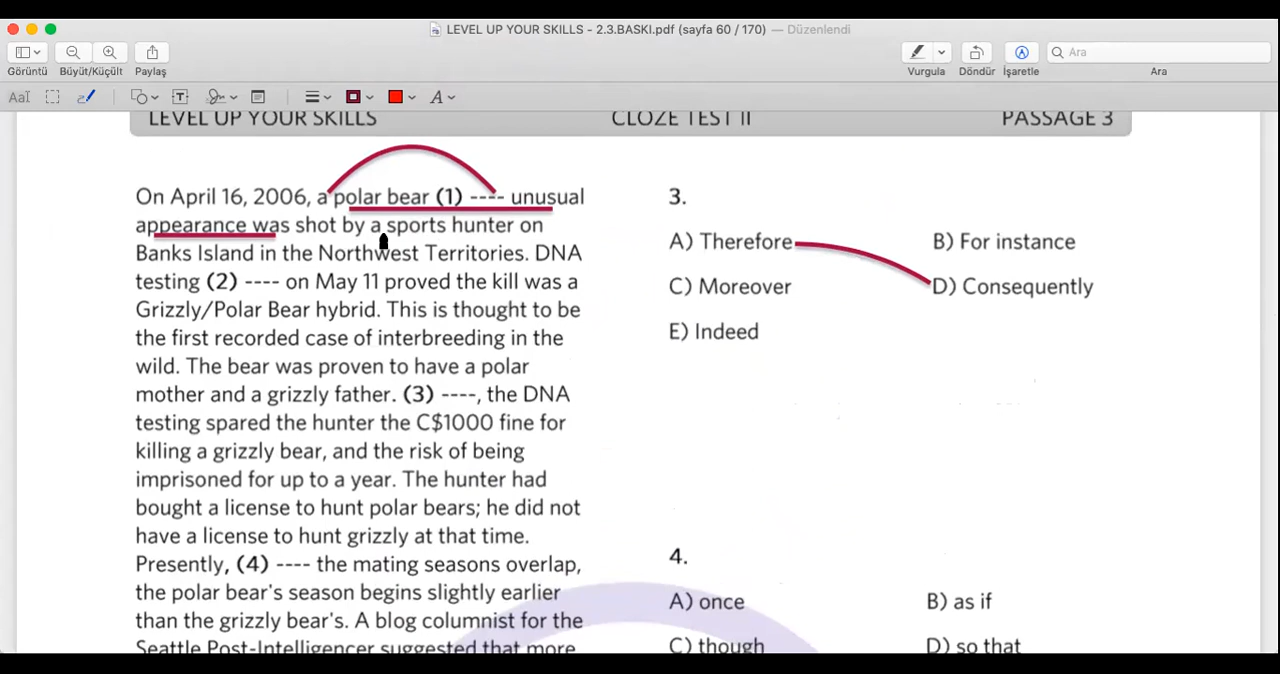 LEVEL UP YOUR SKILLS - 2.3.BASKI.pdf (sayfa 60 / 170) — Düzenlendi
Görüntü
Büyüt/Küçült
Paylaş
Vurgula
Döndür
İşaretle
Ara
Ara
LEVEL UP YOUR SKILLS CLOZE TEST II PASSAGE 3
On April 16, 2006, a polar bear (1) ---- unusual
appearance was shot by a sports hunter on
Banks Island in the Northwest Territories. DNA
testing (2) ---- on May 11 proved the kill was a
Grizzly/Polar Bear hybrid. This is thought to be
the first recorded case of interbreeding in the
wild. The bear was proven to have a polar
mother and a grizzly father. (3) ----, the DNA
testing spared the hunter the C$1000 fine for
killing a grizzly bear, and the risk of being
imprisoned for up to a year. The hunter had
bought a license to hunt polar bears; he did not
have a license to hunt grizzly at that time.
Presently, (4) ---- the mating seasons overlap,
the polar bear's season begins slightly earlier
than the grizzly bear's. A blog columnist for the
Seattle Post-Intelligencer suggested that more
3.
A) Therefore B) For instance
C) Moreover D) Consequently
E) Indeed
4.
A) once B) as if
C) though D) so that